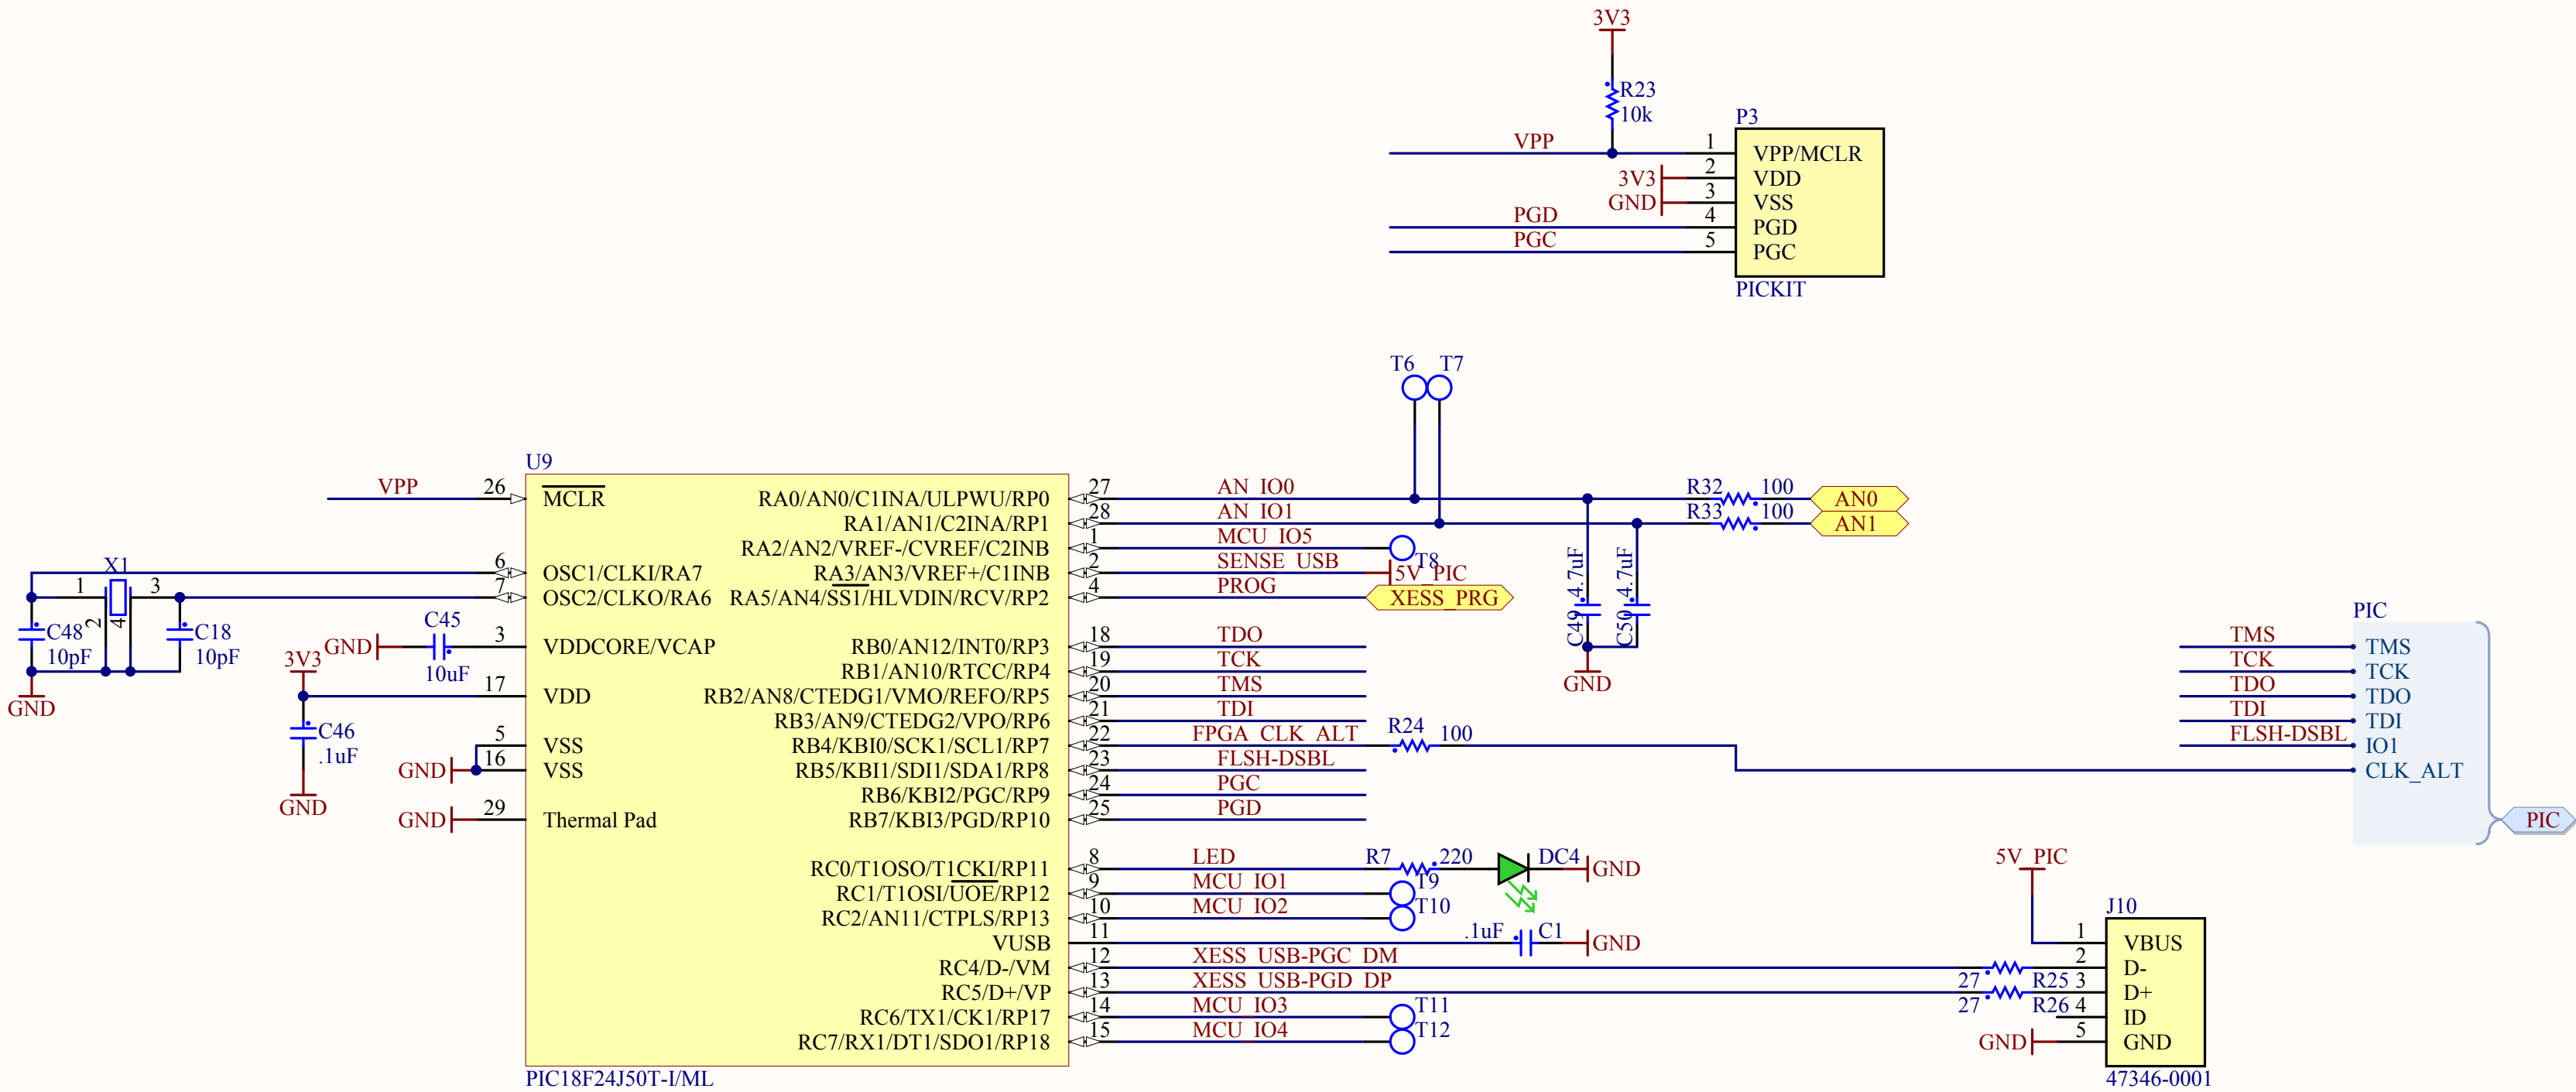 3V3
R23
10k
P3
VPP
1
VPP/MCLR
3V3
2
VDD
GND
3
VSS
PGD
4
PGD
PGC
5
PGC
PICKIT
T6
T7
U9
VPP
26
MCLR
6
OSC1/CLKI/RA7
7
OSC2/CLKO/RA6
X1
1
3
2
4
C48
10pF
C18
10pF
GND
GND
C45
10uF
3
VDDCORE/VCAP
3V3
17
VDD
C46
.1uF
GND
5
VSS
GND
16
VSS
GND
29
Thermal Pad
RA0/AN0/C1INA/ULPWU/RP0
27
AN_IO0
R32
100
AN0
RA1/AN1/C2INA/RP1
28
AN_IO1
R33
100
AN1
RA2/AN2/VREF-/CVREF/C2INB
1
MCU_IO5
T8
RA3/AN3/VREF+/C1INB
2
SENSE_USB
5V_PIC
RA5/AN4/SS1/HLVDIN/RCV/RP2
4
PROG
XESS_PRG
C49
4.7uF
C50
4.7uF
GND
RB0/AN12/INT0/RP3
18
TDO
RB1/AN10/RTCC/RP4
19
TCK
RB2/AN8/CTEDG1/VMO/REFO/RP5
20
TMS
RB3/AN9/CTEDG2/VPO/RP6
21
TDI
RB4/KBI0/SCK1/SCL1/RP7
22
FPGA_CLK_ALT
R24
100
RB5/KBI1/SDI1/SDA1/RP8
23
FLSH-DSBL
RB6/KBI2/PGC/RP9
24
PGC
RB7/KBI3/PGD/RP10
25
PGD
PIC
TMS
TMS
TCK
TCK
TDO
TDO
TDI
TDI
FLSH-DSBL
IO1
CLK_ALT
PIC
RC0/T1OSO/T1CKI/RP11
8
LED
R7
220
DC4
GND
RC1/T1OSI/UOE/RP12
9
MCU_IO1
T9
RC2/AN11/CTPLS/RP13
10
MCU_IO2
T10
VUSB
11
.1uF
C1
GND
RC4/D-/VM
12
XESS_USB-PGC_DM
RC5/D+/VP
13
XESS_USB-PGD_DP
RC6/TX1/CK1/RP17
14
MCU_IO3
T11
RC7/RX1/DT1/SDO1/RP18
15
MCU_IO4
T12
PIC18F24J50T-I/ML
5V_PIC
J10
1
VBUS
2
D-
27
R25
3
D+
27
R26
4
ID
GND
5
GND
47346-0001